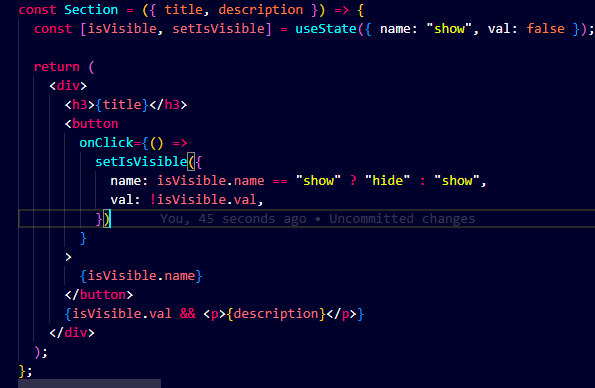 const Section = ({ title, description }) => {
  const [isVisible, setIsVisible] = useState({ name: "show", val: false });

  return (
    <div>
      <h3>{title}</h3>
      <button
        onClick={() =>
          setIsVisible({
            name: isVisible.name == "show" ? "hide" : "show",
            val: !isVisible.val,
          })      You, 45 seconds ago • Uncommitted changes
        }
      >
        {isVisible.name}
      </button>
      {isVisible.val && <p>{description}</p>}
    </div>
  );
};